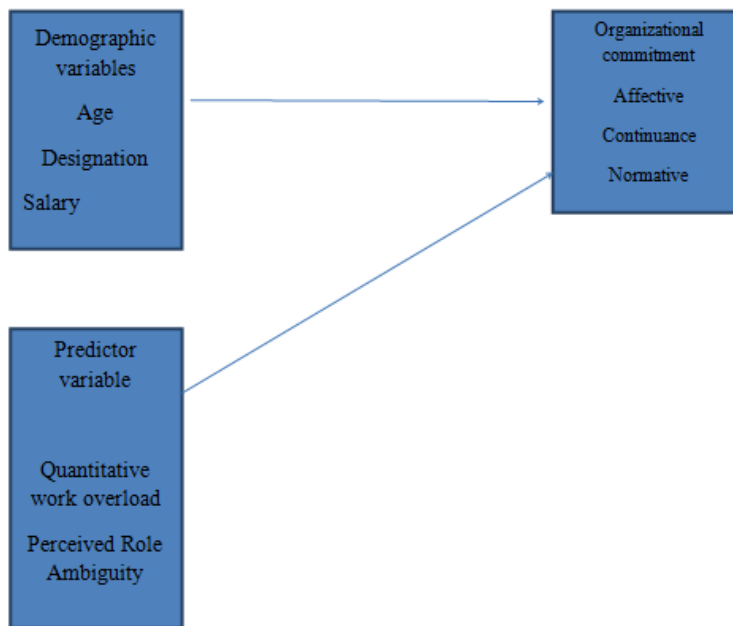 Demographic
variables
Age
Designation
Salary
Organizational
commitment
Affective
Continuance
Normative
Predictor
variable
Quantitative
work overload
Perceived Role
Ambiguity